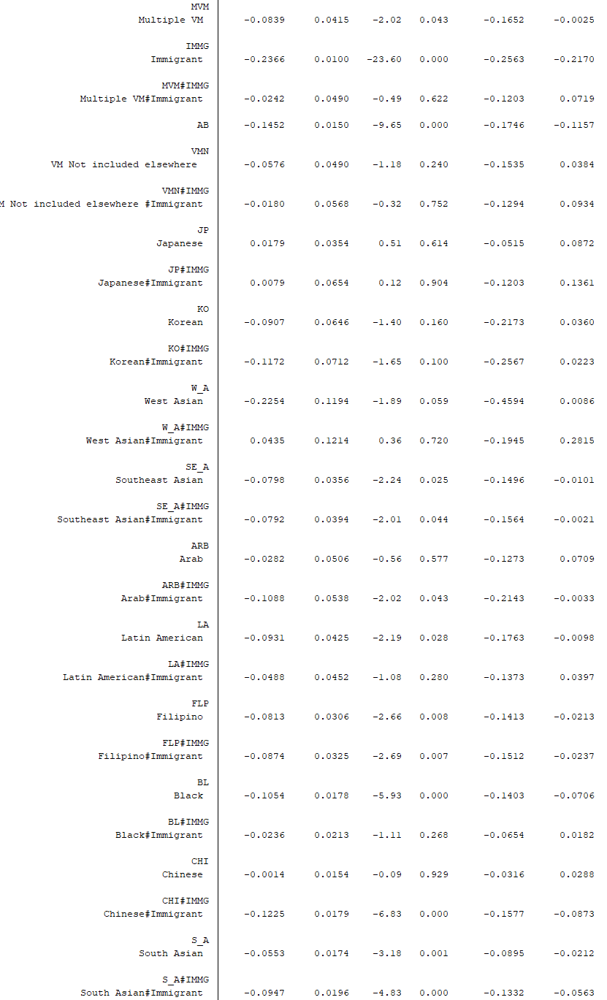 MVM
Multiple VM -0.0839 0.0415 -2.02 0.043 -0.1652 -0.0025
IMMG
Immigrant -0.2366 0.0100 -23.60 0.000 -0.2563 -0.2170
MVM#IMMG
Multiple VM#Immigrant -0.0242 0.0490 -0.49 0.622 -0.1203 0.0719
AB -0.1452 0.0150 -9.65 0.000 -0.1746 -0.1157
VMN
VM Not included elsewhere -0.0576 0.0490 -1.18 0.240 -0.1535 0.0384
VMN#IMMG
M Not included elsewhere #Immigrant -0.0180 0.0568 -0.32 0.752 -0.1294 0.0934
JP
Japanese 0.0179 0.0354 0.51 0.614 -0.0515 0.0872
JP#IMMG
Japanese#Immigrant 0.0079 0.0654 0.12 0.904 -0.1203 0.1361
KO
Korean -0.0907 0.0646 -1.40 0.160 -0.2173 0.0360
KO#IMMG
Korean#Immigrant -0.1172 0.0712 -1.65 0.100 -0.2567 0.0223
W_A
West Asian -0.2254 0.1194 -1.89 0.059 -0.4594 0.0086
W_A#IMMG
West Asian#Immigrant 0.0435 0.1214 0.36 0.720 -0.1945 0.2815
SE_A
Southeast Asian -0.0798 0.0356 -2.24 0.025 -0.1496 -0.0101
SE_A#IMMG
Southeast Asian#Immigrant -0.0792 0.0394 -2.01 0.044 -0.1564 -0.0021
ARB
Arab -0.0282 0.0506 -0.56 0.577 -0.1273 0.0709
ARB#IMMG
Arab#Immigrant -0.1088 0.0538 -2.02 0.043 -0.2143 -0.0033
LA
Latin American -0.0931 0.0425 -2.19 0.028 -0.1763 -0.0098
LA#IMMG
Latin American#Immigrant -0.0488 0.0452 -1.08 0.280 -0.1373 0.0397
FLP
Filipino -0.0813 0.0306 -2.66 0.008 -0.1413 -0.0213
FLP#IMMG
Filipino#Immigrant -0.0874 0.0325 -2.69 0.007 -0.1512 -0.0237
BL
Black -0.1054 0.0178 -5.93 0.000 -0.1403 -0.0706
BL#IMMG
Black#Immigrant -0.0236 0.0213 -1.11 0.268 -0.0654 0.0182
CHI
Chinese -0.0014 0.0154 -0.09 0.929 -0.0316 0.0288
CHI#IMMG
Chinese#Immigrant -0.1225 0.0179 -6.83 0.000 -0.1577 -0.0873
S_A
South Asian -0.0553 0.0174 -3.18 0.001 -0.0895 -0.0212
S_A#IMMG
South Asian#Immigrant -0.0947 0.0196 -4.83 0.000 -0.1332 -0.0563